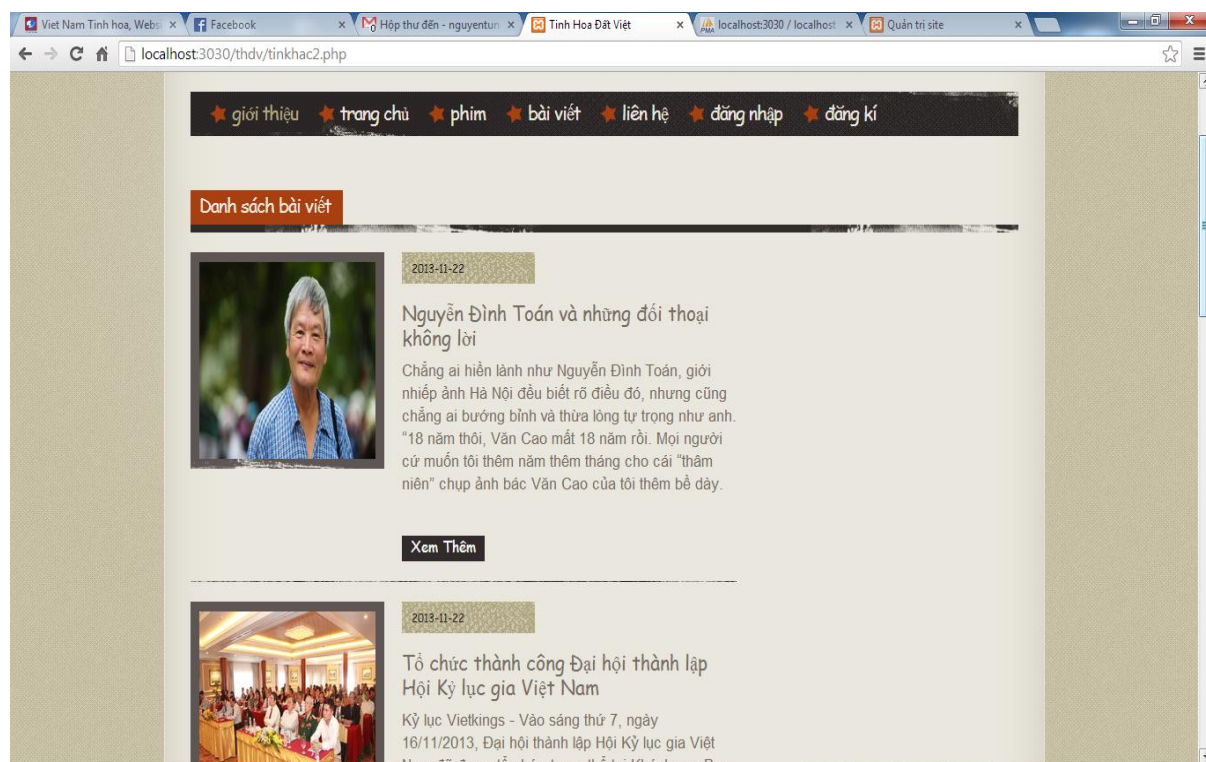 Viet Nam Tinh hoa, Websi
Facebook
Hộp thư đến - nguyentun
Tinh Hoa Đất Việt
localhost:3030 / localhost
Quản trị site
localhost:3030/thdv/tinkhac2.php
giới thiệu trang chủ phim bài viết liên hệ đăng nhập đăng kí
Danh sách bài viết
2013-11-22
Nguyễn Đình Toán và những đối thoại
không lời
Chẳng ai hiền lành như Nguyễn Đình Toán, giới
nhiếp ảnh Hà Nội đều biết rõ điều đó, nhưng cũng
chẳng ai bướng bỉnh và thừa lòng tự trọng như anh.
“18 năm thôi, Văn Cao mất 18 năm rồi. Mọi người
cứ muốn tôi thêm năm thêm tháng cho cái “thâm
niên” chụp ảnh bác Văn Cao của tôi thêm bề dày.
Xem Thêm
2013-11-22
Tổ chức thành công Đại hội thành lập
Hội Kỷ lục gia Việt Nam
Kỷ lục Vietkings - Vào sáng thứ 7, ngày
16/11/2013, Đại hội thành lập Hội Kỷ lục gia Việt